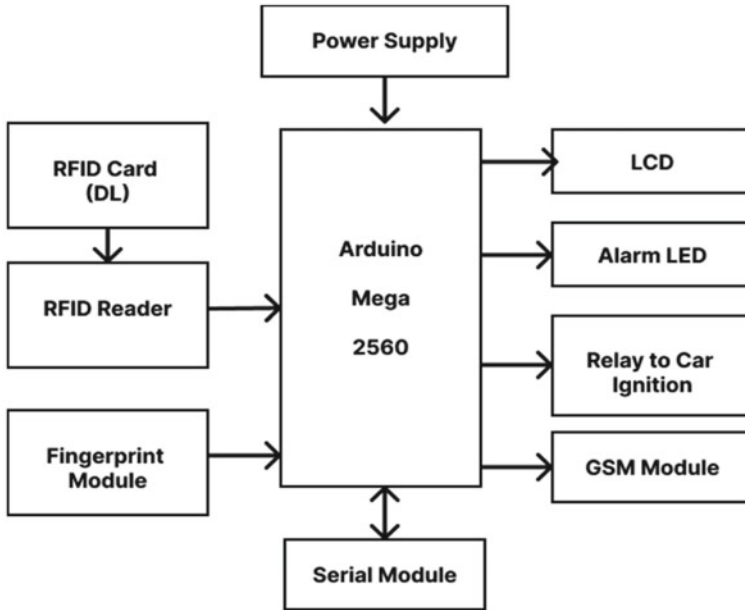 Power Supply
RFID Card
(DL)
RFID Reader
Fingerprint
Module
Arduino
Mega
2560
LCD
Alarm LED
Relay to Car
Ignition
GSM Module
Serial Module